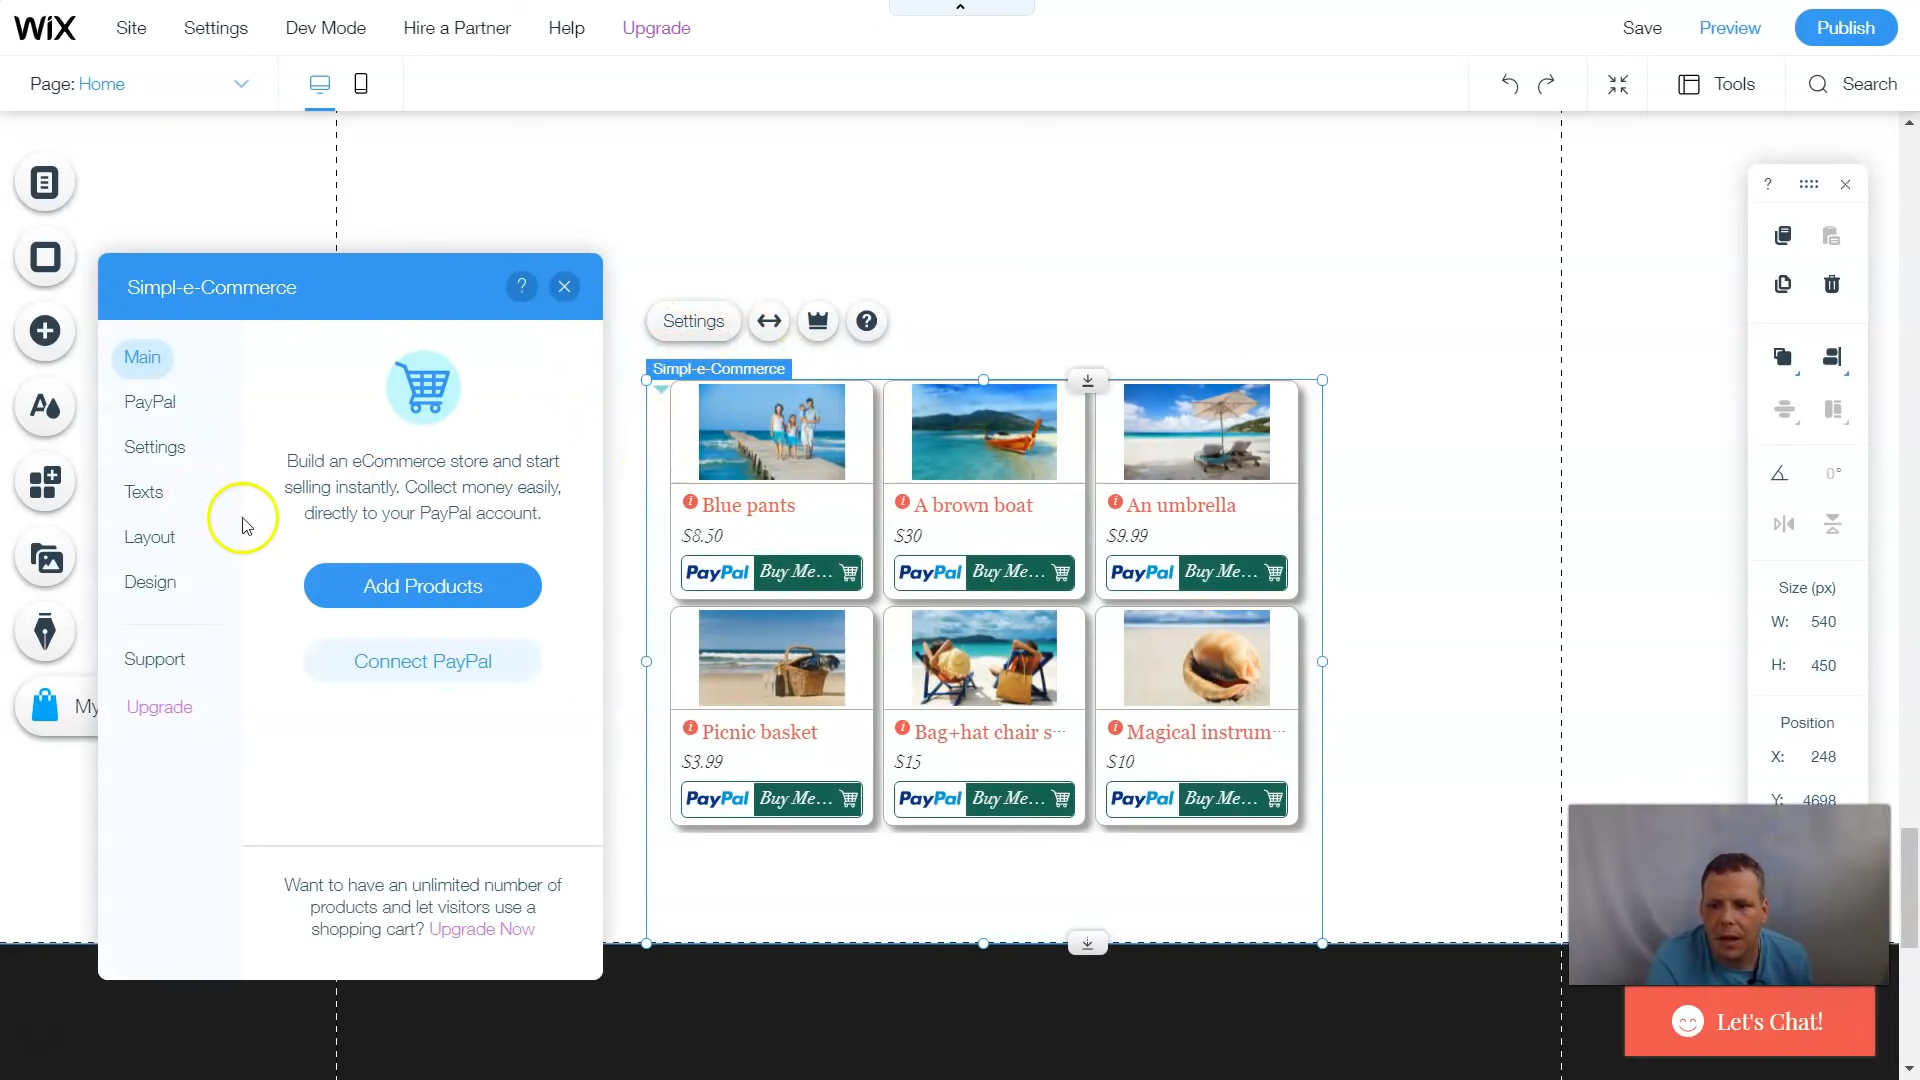 WiX
Site
Settings
Dev Mode
Hire a Partner
Help
Upgrade
Save
Preview
Publish
Page: Home
Tools
Search
Simpl-e-Commerce
?
Main
PayPal
Settings
Texts
Layout
Design
Support
Upgrade
My
Build an eCommerce store and start
selling instantly. Collect money easily,
directly to your PayPal account.
Add Products
Connect PayPal
Want to have an unlimited number of
products and let visitors use a
shopping cart? Upgrade Now
Settings
?
Simpl-e-Commerce
Blue pants
$8.50
PayPal Buy Me...
A brown boat
$30
PayPal Buy Me...
An umbrella
$9.99
PayPal Buy Me...
Picnic basket
$3.99
PayPal Buy Me...
Bag+hat chair s...
$15
PayPal Buy Me...
Magical instrum...
$10
PayPal Buy Me...
?
0°
Size (px)
W: 540
H: 450
Position
X: 248
Y: 4698
Let's Chat!